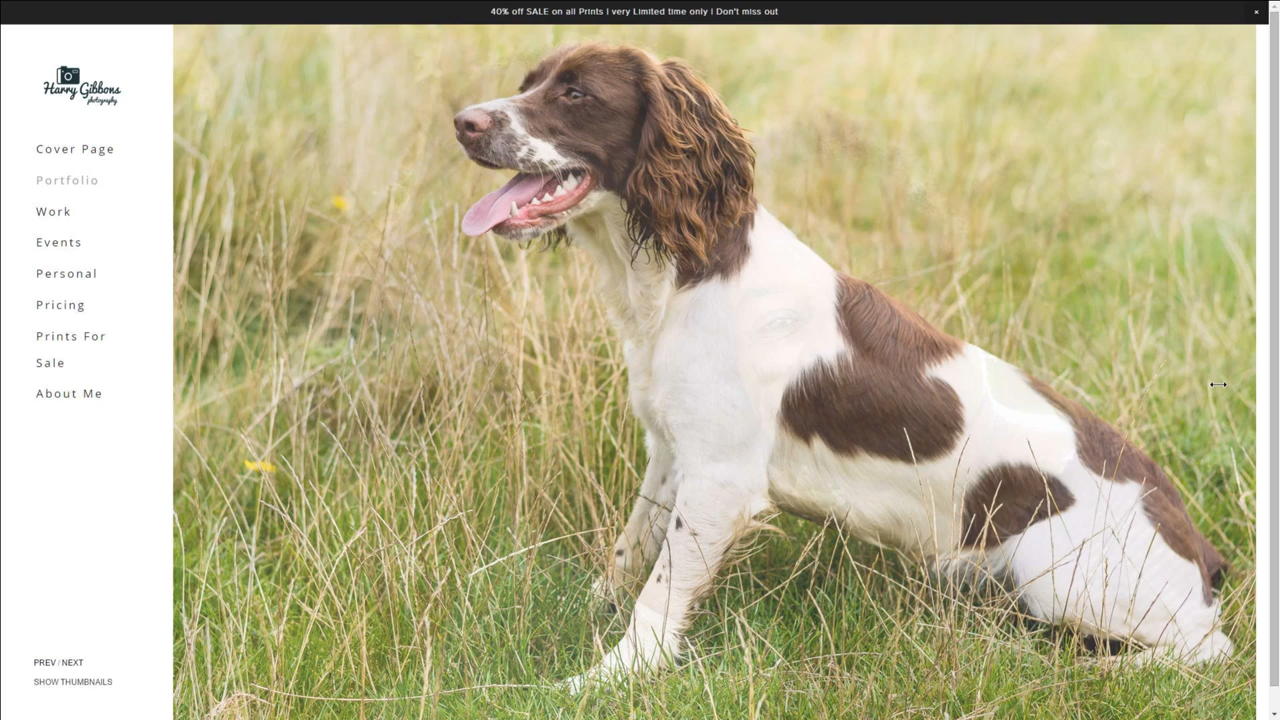 40% off SALE on all Prints | very Limited time only | Don't miss out
×
Harry Gibbons
photography
Cover Page
Portfolio
Work
Events
Personal
Pricing
Prints For
Sale
About Me
PREV / NEXT
SHOW THUMBNAILS